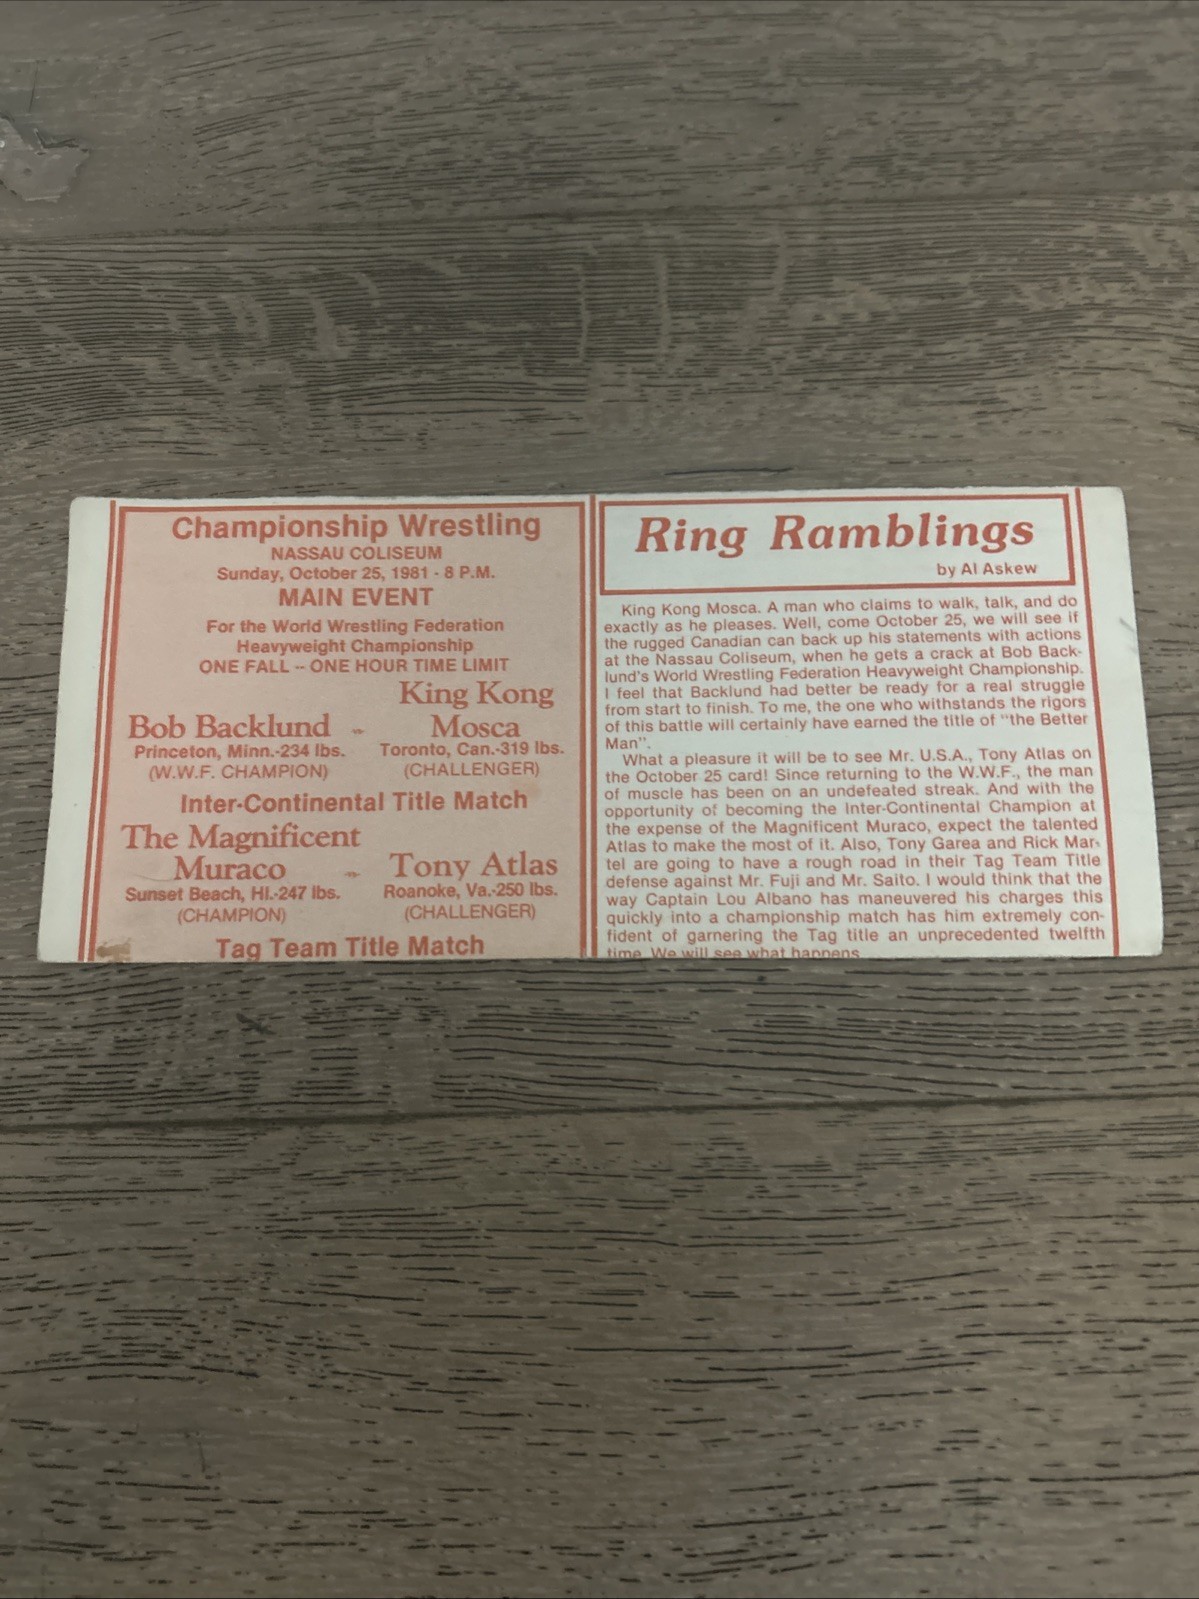 Championship Wrestling
NASSAU COLISEUM
Sunday, October 25, 1981 - 8 P.M.
MAIN EVENT
For the World Wrestling Federation
Heavyweight Championship
ONE FALL -- ONE HOUR TIME LIMIT
King Kong
Bob Backlund - Mosca
Princeton, Minn.-234 lbs. Toronto, Can.-319 lbs.
(W.W.F. CHAMPION) (CHALLENGER)
Inter-Continental Title Match
The Magnificent
Muraco - Tony Atlas
Sunset Beach, HI.-247 lbs. Roanoke, Va.-250 lbs.
(CHAMPION) (CHALLENGER)
Tag Team Title Match
Ring Ramblings
by Al Askew
King Kong Mosca. A man who claims to walk, talk, and do
exactly as he pleases. Well, come October 25, we will see if
the rugged Canadian can back up his statements with actions
at the Nassau Coliseum, when he gets a crack at Bob Back-
lund's World Wrestling Federation Heavyweight Championship.
I feel that Backlund had better be ready for a real struggle
from start to finish. To me, the one who withstands the rigors
of this battle will certainly have earned the title of "the Better
Man".
What a pleasure it will be to see Mr. U.S.A., Tony Atlas on
the October 25 card! Since returning to the W.W.F., the man
of muscle has been on an undefeated streak. And with the
opportunity of becoming the Inter-Continental Champion at
the expense of the Magnificent Muraco, expect the talented
Atlas to make the most of it. Also, Tony Garea and Rick Mar-
tel are going to have a rough road in their Tag Team Title
defense against Mr. Fuji and Mr. Saito. I would think that the
way Captain Lou Albano has maneuvered his charges this
quickly into a championship match has him extremely con-
fident of garnering the Tag title an unprecedented twelfth
time. We will see what happens